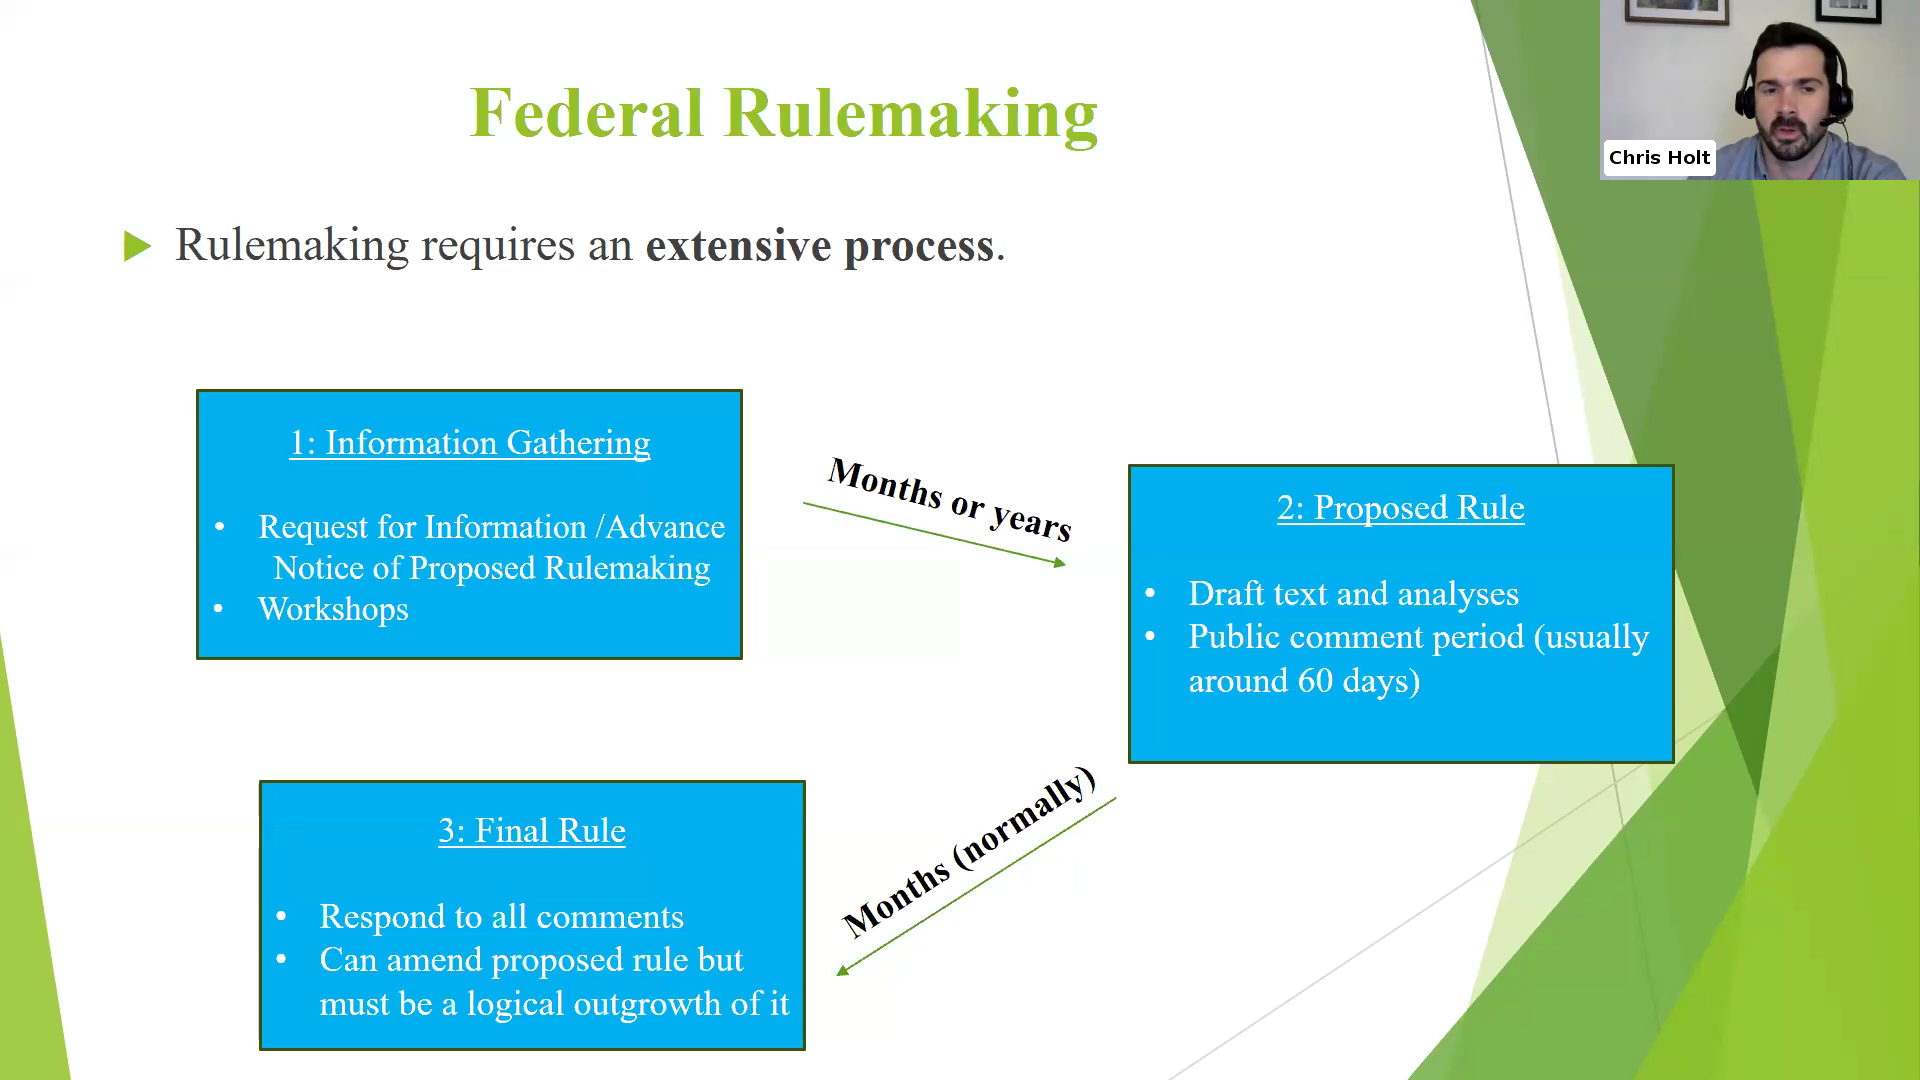 Federal Rulemaking
Chris Holt
Rulemaking requires an extensive process.
1: Information Gathering
• Request for Information /Advance
Notice of Proposed Rulemaking
• Workshops
Months or years
2: Proposed Rule
• Draft text and analyses
• Public comment period (usually
around 60 days)
Months (normally)
3: Final Rule
• Respond to all comments
• Can amend proposed rule but
must be a logical outgrowth of it